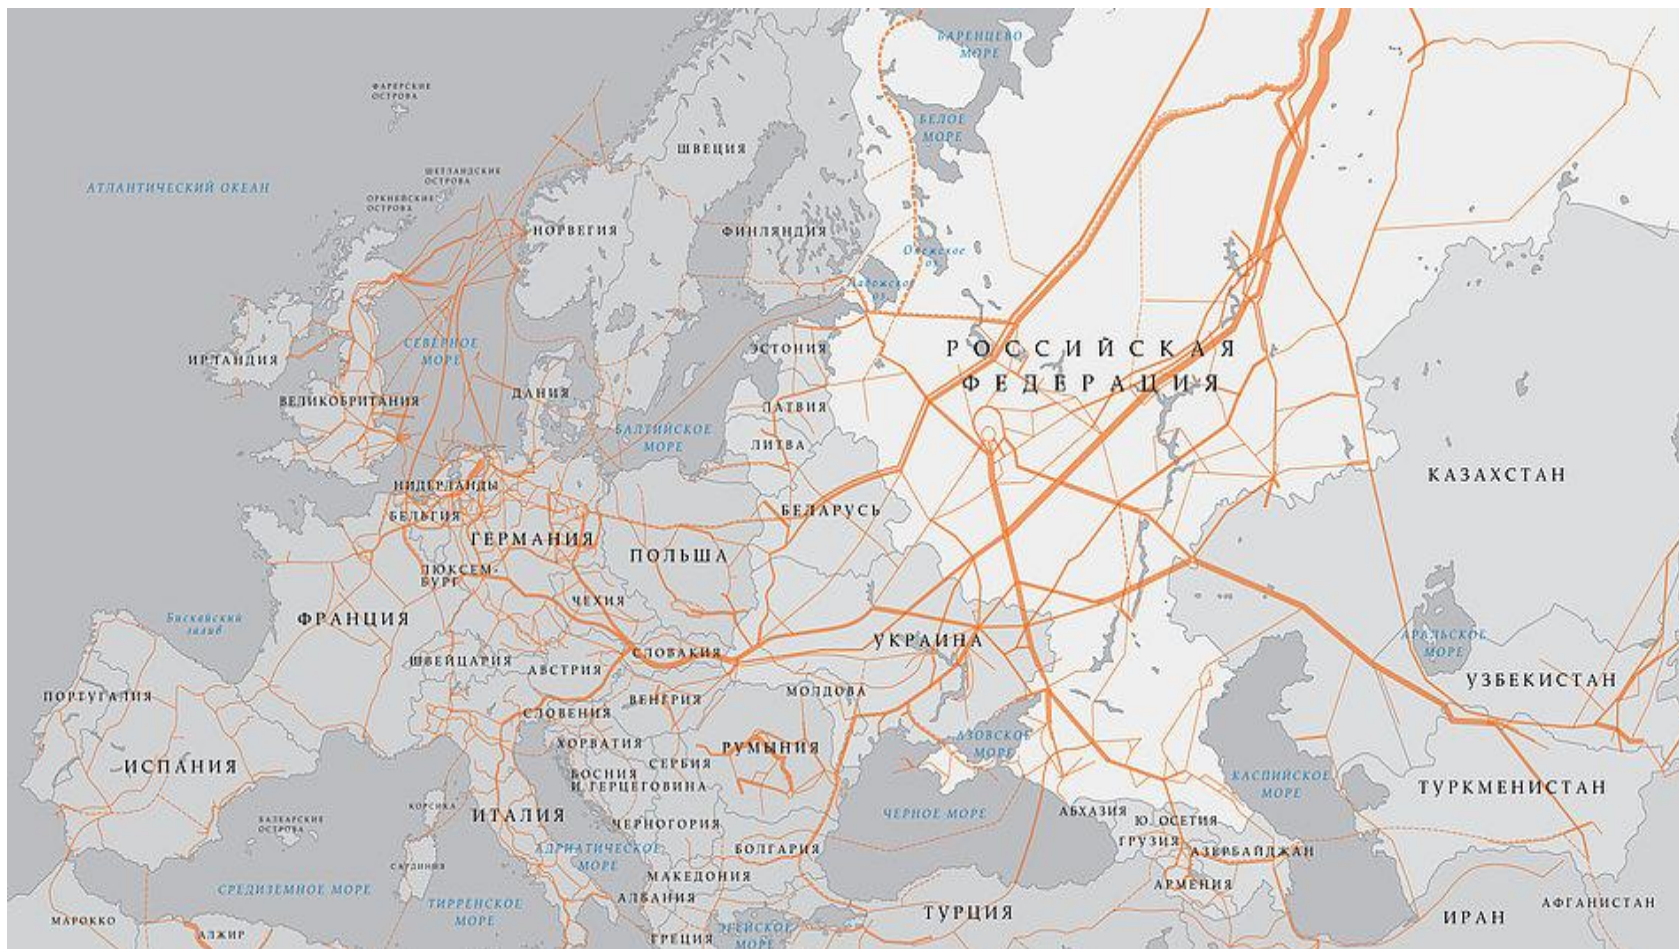 БАРЕНЦЕВО
МОРЕ
ФАРЕРСКИЕ
ОСТРОВА
БЕЛОЕ
МОРЕ
ШВЕЦИЯ
ШЕТЛАНДСКИЕ
ОСТРОВА
АТЛАНТИЧЕСКИЙ ОКЕАН
ОРКНЕЙСКИЕ
ОСТРОВА
НОРВЕГИЯ
ФИНЛЯНДИЯ
Онежское
оз.
Ладожское
оз.
СЕВЕРНОЕ
МОРЕ
ЭСТОНИЯ
РОССИЙСКАЯ
ФЕДЕРАЦИЯ
ИРЛАНДИЯ
ВЕЛИКОБРИТАНИЯ
ДАНИЯ
ЛАТВИЯ
БАЛТИЙСКОЕ
МОРЕ
ЛИТВА
КАЗАХСТАН
НИДЕРЛАНДЫ
БЕЛЬГИЯ
БЕЛАРУСЬ
ГЕРМАНИЯ
ПОЛЬША
ЛЮКСЕМ-
БУРГ
ЧЕХИЯ
Бискайский
залив
ФРАНЦИЯ
УКРАИНА
АРАЛЬСКОЕ
МОРЕ
СЛОВАКИЯ
ШВЕЙЦАРИЯ
АВСТРИЯ
УЗБЕКИСТАН
ПОРТУГАЛИЯ
ВЕНГРИЯ
МОЛДОВА
СЛОВЕНИЯ
ХОРВАТИЯ
РУМЫНИЯ
АЗОВСКОЕ
МОРЕ
ИСПАНИЯ
СЕРБИЯ
БОСНИЯ
И ГЕРЦЕГОВИНА
КАСПИЙСКОЕ
МОРЕ
ТУРКМЕНИСТАН
КОРСИКА
ИТАЛИЯ
ЧЕРНОЕ МОРЕ
АБХАЗИЯ
Ю. ОСЕТИЯ
БАЛЕАРСКИЕ
ОСТРОВА
ЧЕРНОГОРИЯ
ГРУЗИЯ
АЗЕРБАЙДЖАН
АДРИАТИЧЕСКОЕ
МОРЕ
БОЛГАРИЯ
САРДИНИЯ
МАКЕДОНИЯ
АРМЕНИЯ
СРЕДИЗЕМНОЕ МОРЕ
АЛБАНИЯ
ТИРРЕНСКОЕ
МОРЕ
ТУРЦИЯ
ИРАН
АФГАНИСТАН
МАРОККО
АЛЖИР
ГРЕЦИЯ
ЭГЕЙСКОЕ
МОРЕ